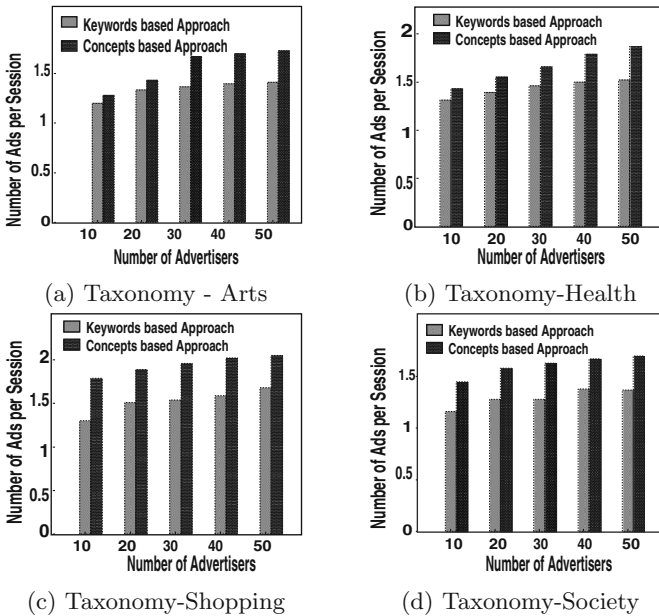 Keywords based Approach
Concepts based Approach
Number of Ads per Session
1.5
1
0.5
0
10 20 30 40 50
Number of Advertisers
(a) Taxonomy - Arts
Keywords based Approach
Concepts based Approach
Number of Ads per Session
2
1.5
1
0.5
0
10 20 30 40 50
Number of Advertisers
(b) Taxonomy-Health
Keywords based Approach
Concepts based Approach
Number of Ads per Session
2
1.5
1
0.5
0
10 20 30 40 50
Number of Advertisers
(c) Taxonomy-Shopping
Keywords based Approach
Concepts based Approach
Number of Ads per Session
1.5
1
0.5
0
10 20 30 40 50
Number of Advertisers
(d) Taxonomy-Society